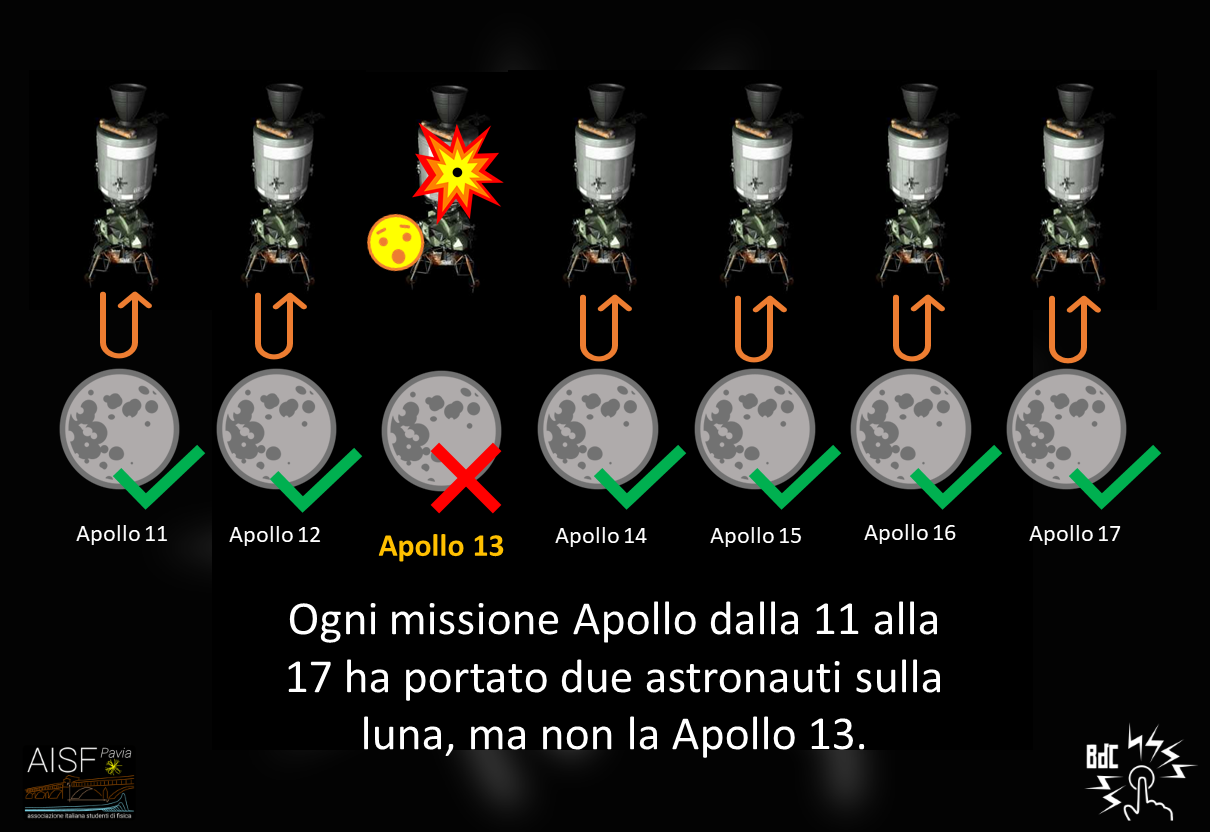 Apollo 11
Apollo 12
Apollo 13
Apollo 14
Apollo 15
Apollo 16
Apollo 17
Ogni missione Apollo dalla 11 alla
17 ha portato due astronauti sulla
luna, ma non la Apollo 13.
AISF Pavia
associazione italiana studenti di fisica
BdC